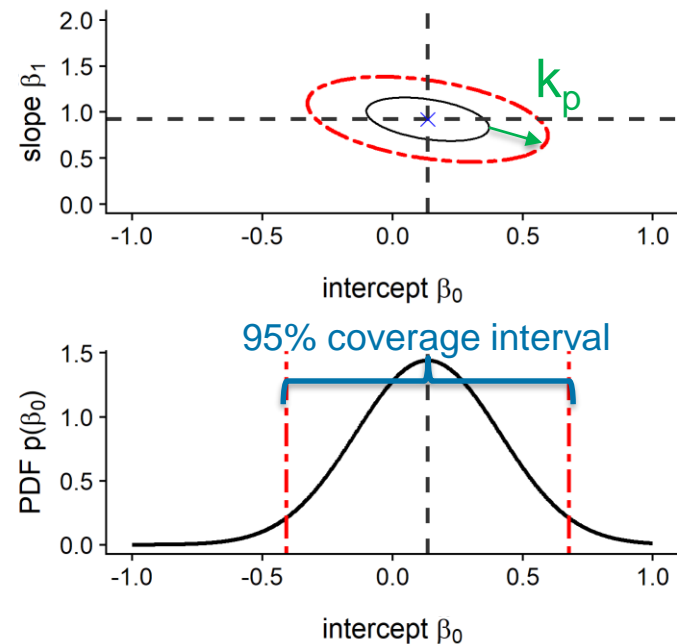 slope β₁
2.0
1.5
1.0
0.5
0.0
kₚ
-1.0 -0.5 0.0 0.5 1.0
intercept β₀
95% coverage interval
PDF p(β₀)
1.5
1.0
0.5
0.0
-1.0 -0.5 0.0 0.5 1.0
intercept β₀